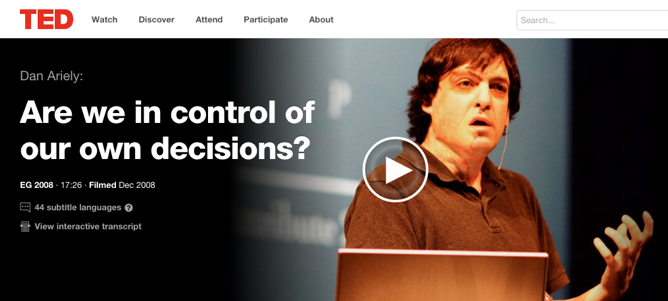 TED Watch Discover Attend Participate About Search...
Dan Ariely:
Are we in control of
our own decisions?
EG 2008 · 17:26 · Filmed Dec 2008
44 subtitle languages ?
View interactive transcript